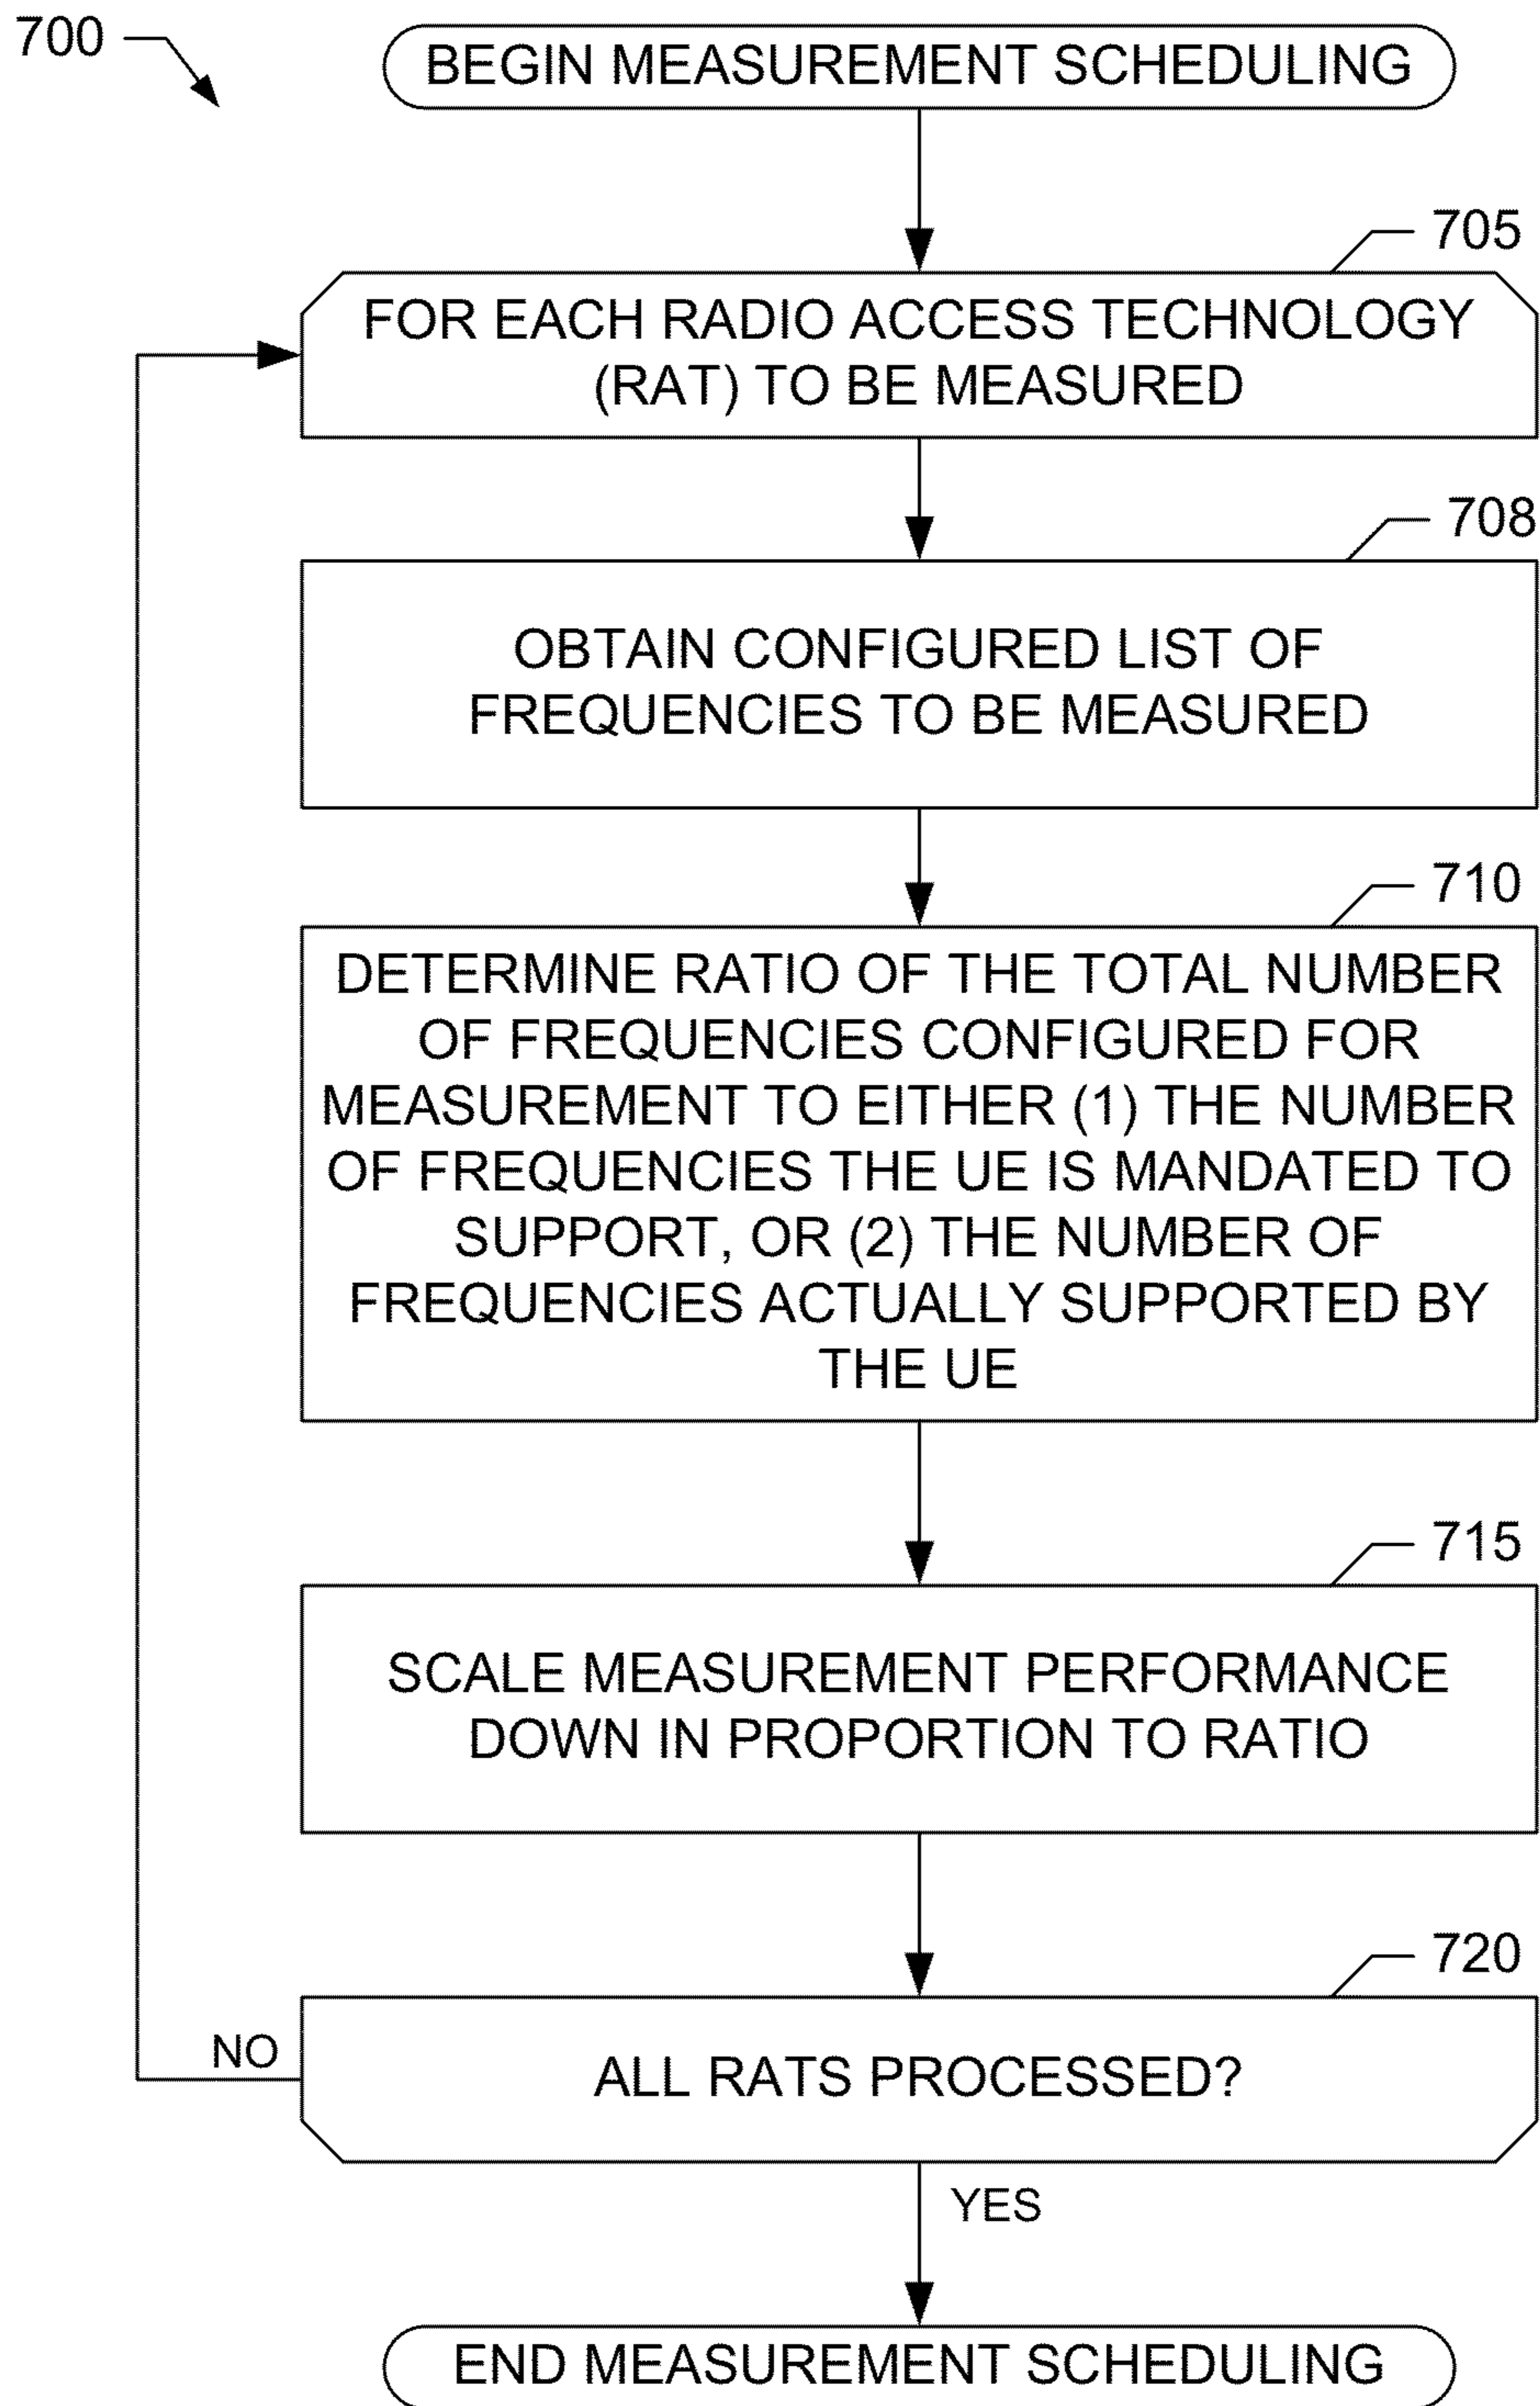 700
BEGIN MEASUREMENT SCHEDULING
705
FOR EACH RADIO ACCESS TECHNOLOGY
(RAT) TO BE MEASURED
708
OBTAIN CONFIGURED LIST OF
FREQUENCIES TO BE MEASURED
710
DETERMINE RATIO OF THE TOTAL NUMBER
OF FREQUENCIES CONFIGURED FOR
MEASUREMENT TO EITHER (1) THE NUMBER
OF FREQUENCIES THE UE IS MANDATED TO
SUPPORT, OR (2) THE NUMBER OF
FREQUENCIES ACTUALLY SUPPORTED BY
THE UE
715
SCALE MEASUREMENT PERFORMANCE
DOWN IN PROPORTION TO RATIO
720
NO
ALL RATS PROCESSED?
YES
END MEASUREMENT SCHEDULING